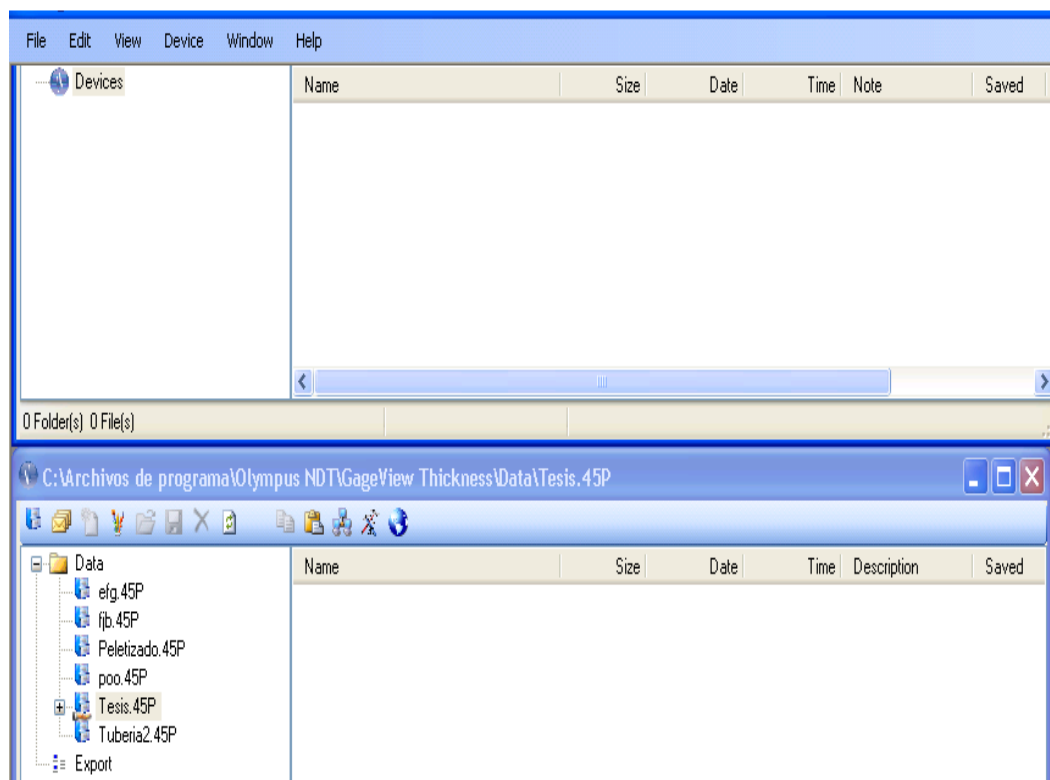 File Edit View Device Window Help
Devices
Name Size Date Time Note Saved
0 Folder(s) 0 File(s)
C:\Archivos de programa\Olympus NDT\GageView Thickness\Data\Tesis.45P
Data
Name Size Date Time Description Saved
efg.45P
fjb.45P
Peletizado.45P
poo.45P
Tesis.45P
Tuberia2.45P
Export